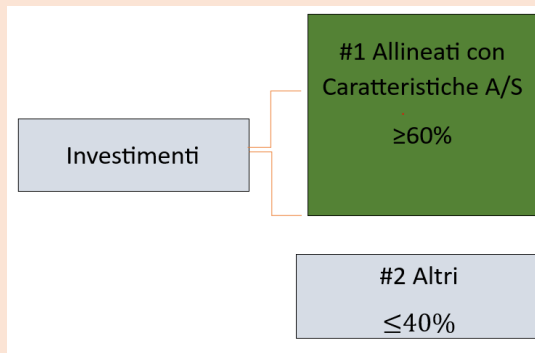 #1 Allineati con
Caratteristiche A/S
≥60%
Investimenti
#2 Altri
≤40%